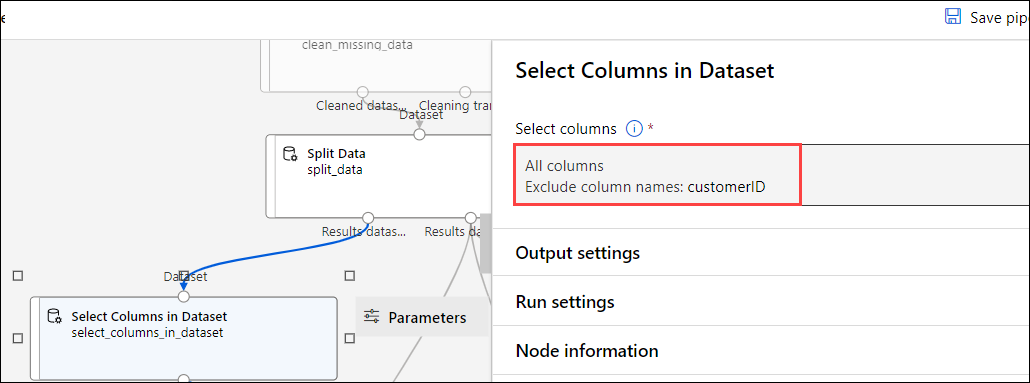 Save pipe
clean_missing_data
Select Columns in Dataset
Cleaned datas... Cleaning tran
Dataset
Select columns *
Split Data
split_data
All columns
Exclude column names: customerID
Results datas... Results da
Output settings
Dataset
Run settings
Select Columns in Dataset
select_columns_in_dataset
Parameters
Node information